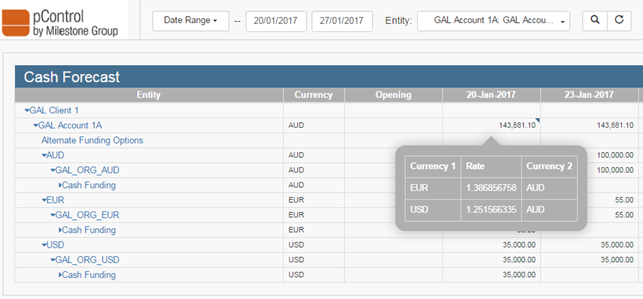 pControl
by Milestone Group
Date Range -- 20/01/2017 27/01/2017 Entity: GAL Account 1A: GAL Accou...
Cash Forecast
Entity Currency Opening 20-Jan-2017 23-Jan-2017
GAL Client 1
GAL Account 1A AUD 143,881.10 143,881.10
Alternate Funding Options
AUD AUD 100,000.00
GAL_ORG_AUD AUD 100,000.00
Cash Funding AUD
EUR EUR 55.00
GAL_ORG_EUR EUR 55.00
Cash Funding EUR
USD USD 35,000.00 35,000.00
GAL_ORG_USD USD 35,000.00 35,000.00
Cash Funding USD 35,000.00
Currency 1 Rate Currency 2
EUR 1.386856758 AUD
USD 1.251566335 AUD